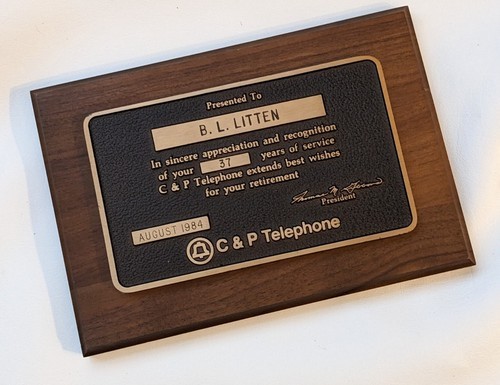 Presented To
B. L. LITTEN
In sincere appreciation and recognition
of your 37 years of service
C & P Telephone extends best wishes
for your retirement
President
AUGUST 1984
C & P Telephone